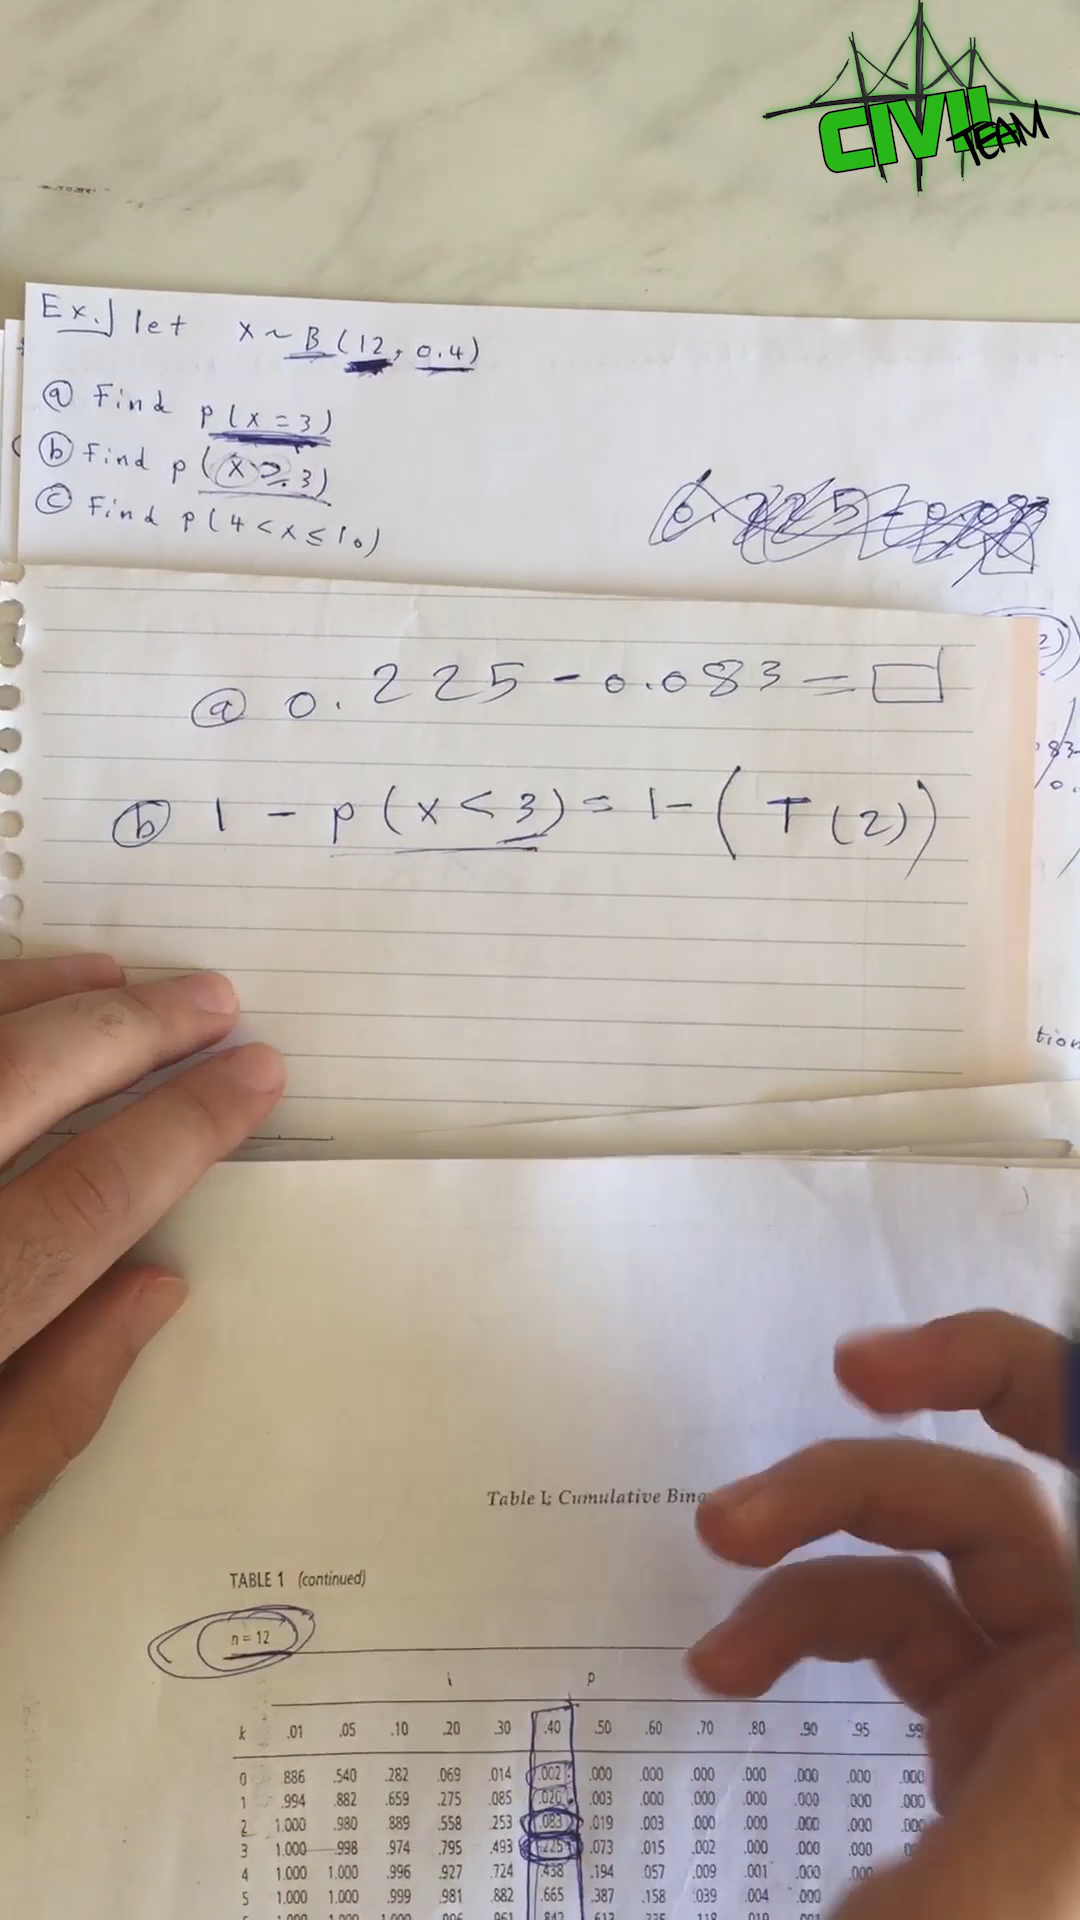 CIVIL TEAM
Ex. let x ~ B (12, 0.4)
ⓐ Find p(x = 3)
ⓑ Find p(x ≥ 3)
ⓒ Find p(4 < x ≤ 10)
ⓐ 0.225 - 0.083 = □
ⓑ 1 - p(x < 3) = 1 - (T(2))
tion
Table 1: Cumulative Bino
TABLE 1 (continued)
n = 12
p
k .01 .05 .10 .20 .30 .40 .50 .60 .70 .80 .90 .95 .99
0 886 .540 .282 .069 .014 .002 .000 .000 .000 .000 .000 .000 .000
1 .994 .882 .659 .275 .085 .020 .003 .000 .000 .000 .000 .000 .000
2 1.000 .980 .889 .558 .253 .083 .019 .003 .000 .000 .000 .000 .000
3 1.000 .998 .974 .795 .493 .225 .073 .015 .002 .000 .000 .000
4 1.000 1.000 .996 .927 .724 .438 .194 .057 .009 .001 .000 .000
5 1.000 1.000 .999 .981 .882 .665 .387 .158 .039 .004 .000